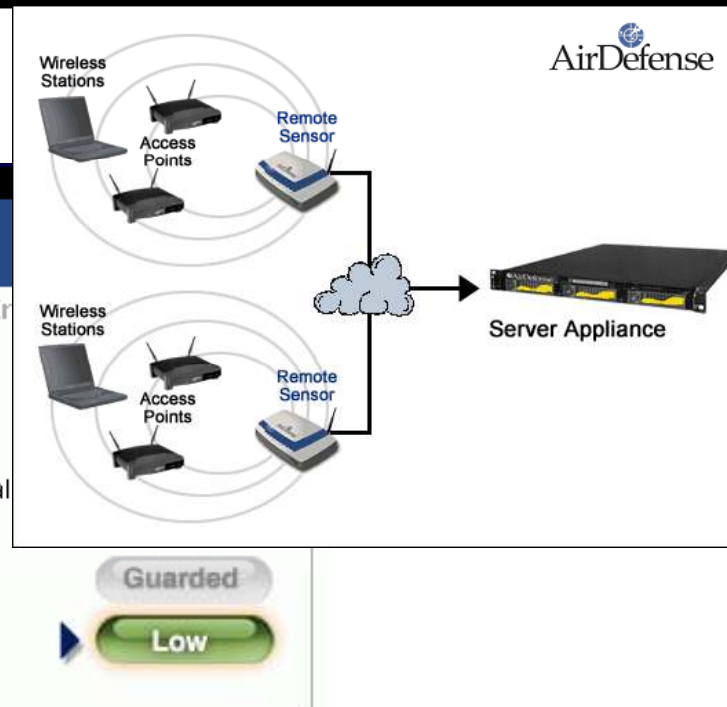 AirDefense
Wireless
Stations
Access
Points
Remote
Sensor
Server Appliance
Wireless
Stations
Access
Points
Remote
Sensor
Guarded
Low